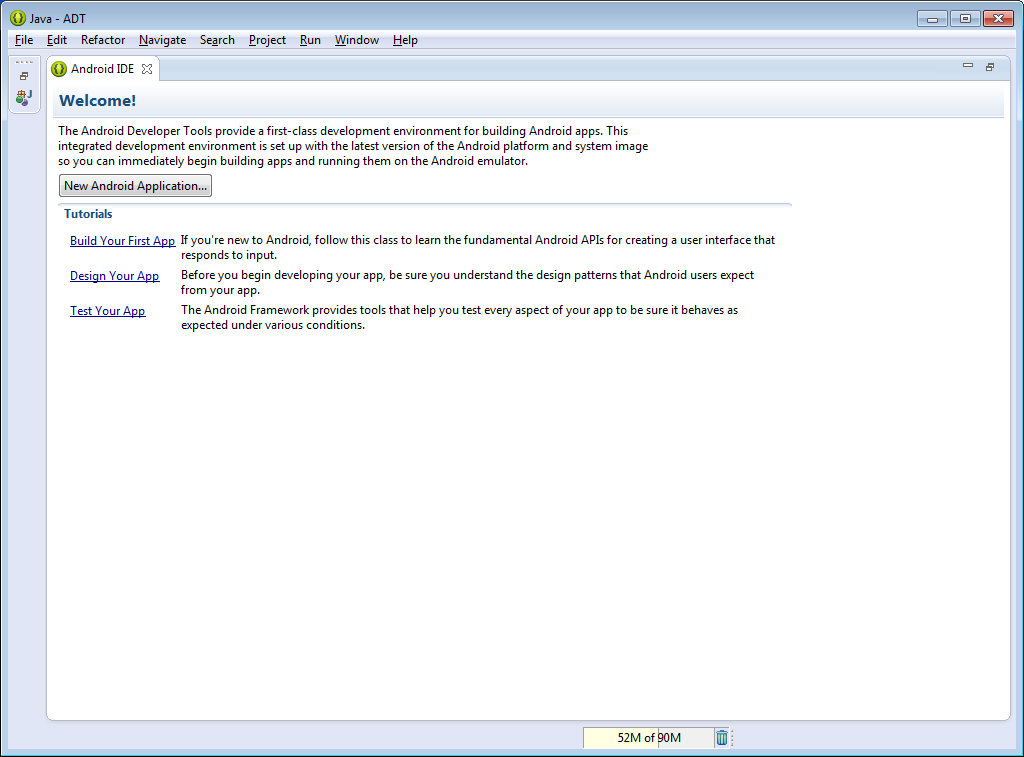 Java - ADT
File Edit Refactor Navigate Search Project Run Window Help
Android IDE
Welcome!
The Android Developer Tools provide a first-class development environment for building Android apps. This
integrated development environment is set up with the latest version of the Android platform and system image
so you can immediately begin building apps and running them on the Android emulator.
New Android Application...
Tutorials
Build Your First App If you're new to Android, follow this class to learn the fundamental Android APIs for creating a user interface that
responds to input.
Design Your App Before you begin developing your app, be sure you understand the design patterns that Android users expect
from your app.
Test Your App The Android Framework provides tools that help you test every aspect of your app to be sure it behaves as
expected under various conditions.
52M of 90M